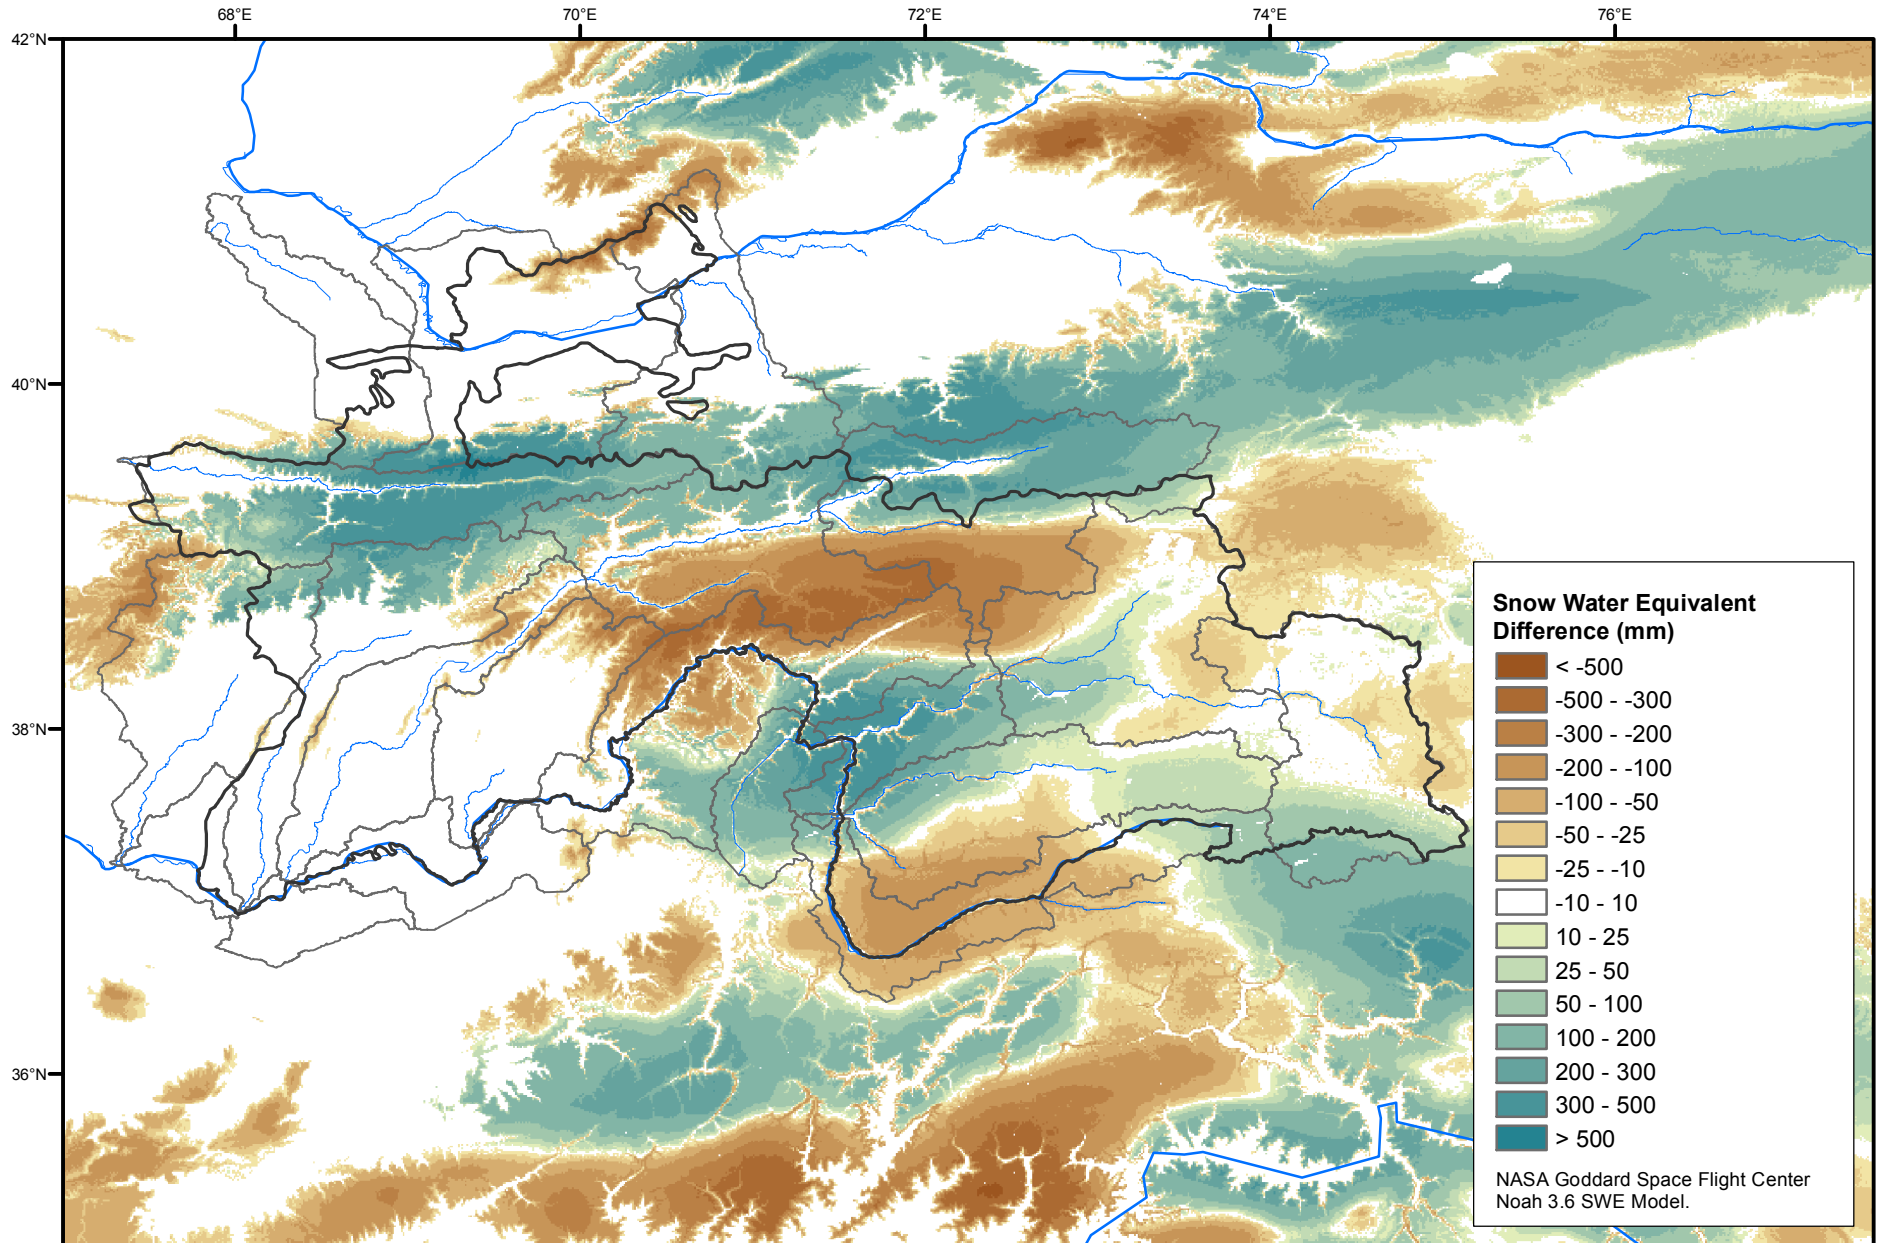 68°E
70°E
72°E
74°E
76°E
42°N
40°N
38°N
36°N
Snow Water Equivalent
Difference (mm)
< -500
-500 - -300
-300 - -200
-200 - -100
-100 - -50
-50 - -25
-25 - -10
-10 - 10
10 - 25
25 - 50
50 - 100
100 - 200
200 - 300
300 - 500
> 500
NASA Goddard Space Flight Center
Noah 3.6 SWE Model.